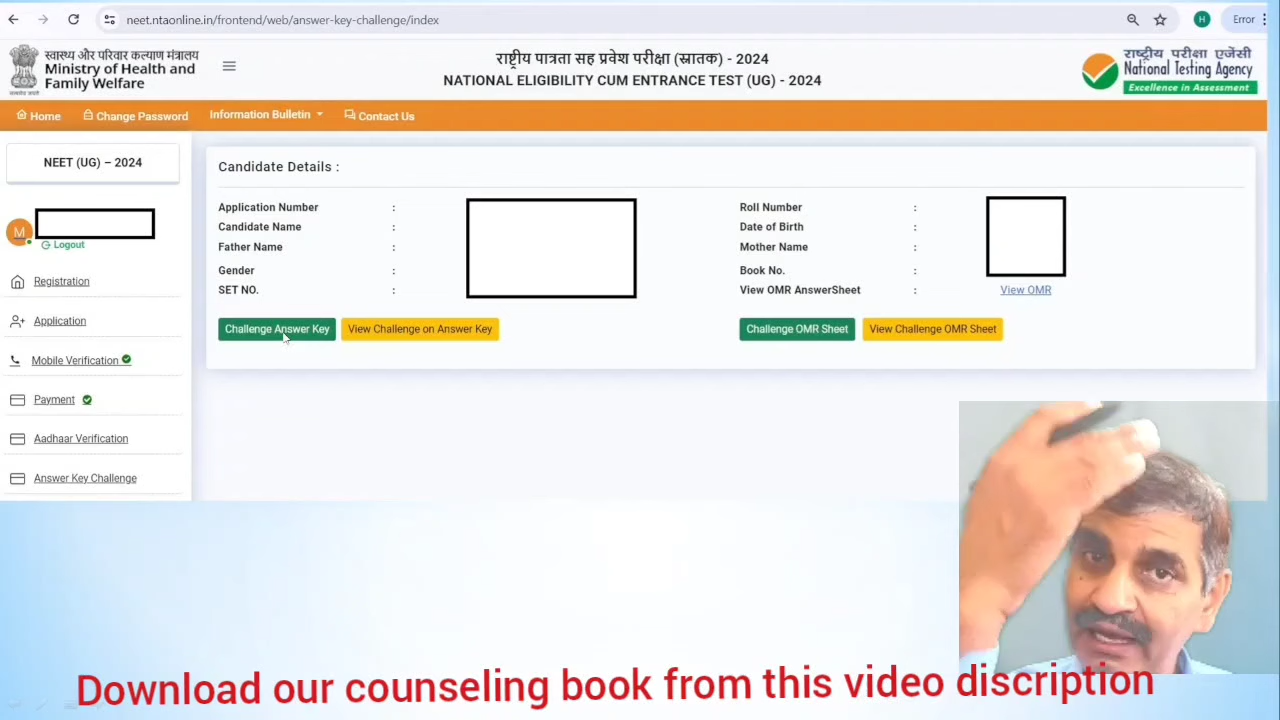 neet.ntaonline.in/frontend/web/answer-key-challenge/index
H
Error
स्वास्थ्य और परिवार कल्याण मंत्रालय
Ministry of Health and
Family Welfare
राष्ट्रीय पात्रता सह प्रवेश परीक्षा (स्नातक) - 2024
NATIONAL ELIGIBILITY CUM ENTRANCE TEST (UG) - 2024
राष्ट्रीय परीक्षा एजेंसी
National Testing Agency
Excellence in Assessment
Home Change Password Information Bulletin Contact Us
NEET (UG) – 2024
M
Logout
Registration
Application
Mobile Verification
Payment
Aadhaar Verification
Answer Key Challenge
Candidate Details :
Application Number :
Candidate Name :
Father Name :
Gender :
SET NO. :
Roll Number :
Date of Birth :
Mother Name :
Book No. :
View OMR AnswerSheet : View OMR
Challenge Answer Key View Challenge on Answer Key
Challenge OMR Sheet View Challenge OMR Sheet
Download our counseling book from this video discription